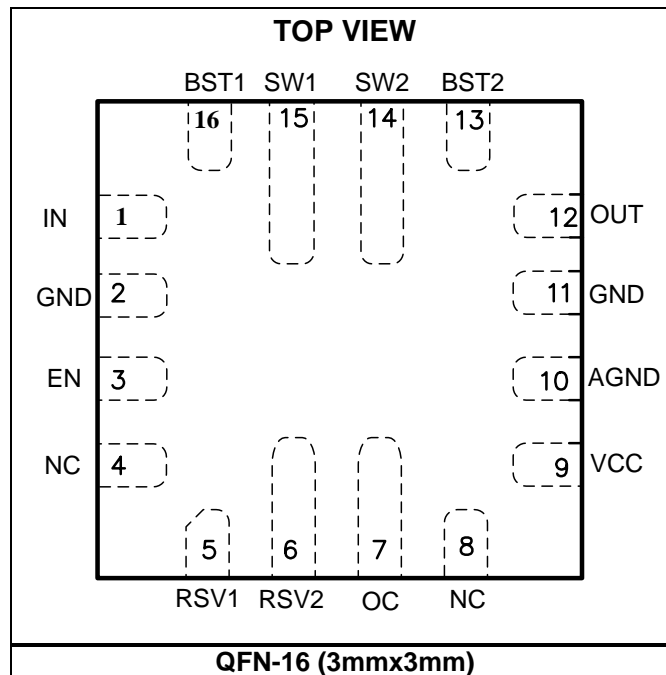 TOP VIEW
BST1 SW1 SW2 BST2
16 15 14 13
IN 1 12 OUT
GND 2 11 GND
EN 3 10 AGND
NC 4 9 VCC
5 6 7 8
RSV1 RSV2 OC NC
QFN-16 (3mmx3mm)